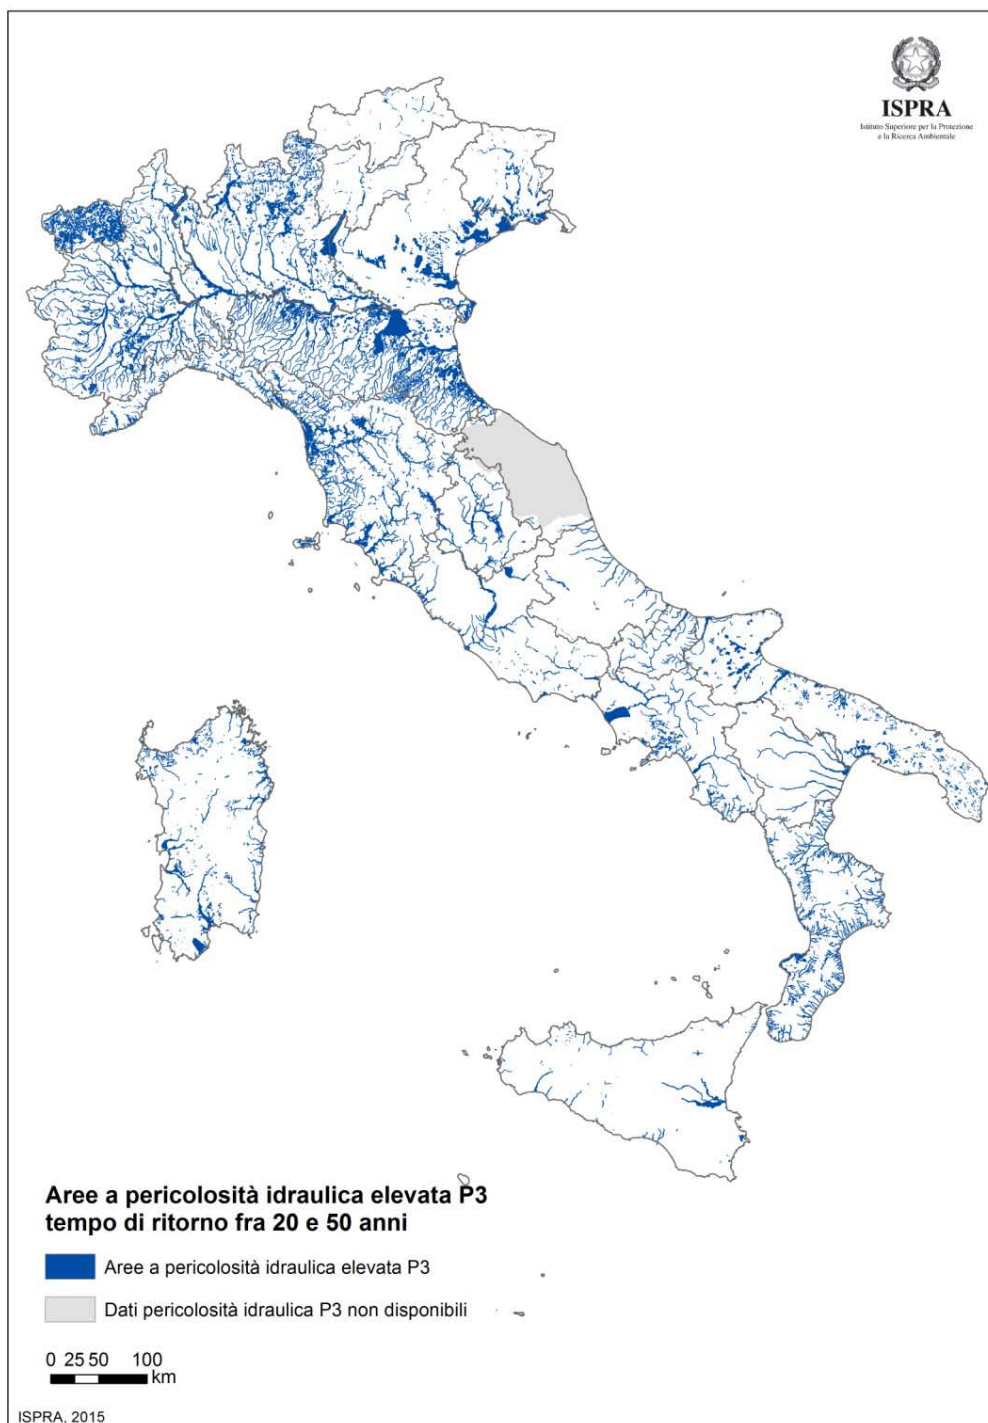 ISPRA
Istituto Superiore per la Protezione
e la Ricerca Ambientale
Aree a pericolosità idraulica elevata P3
tempo di ritorno fra 20 e 50 anni
Aree a pericolosità idraulica elevata P3
Dati pericolosità idraulica P3 non disponibili
0 25 50 100
km
ISPRA, 2015